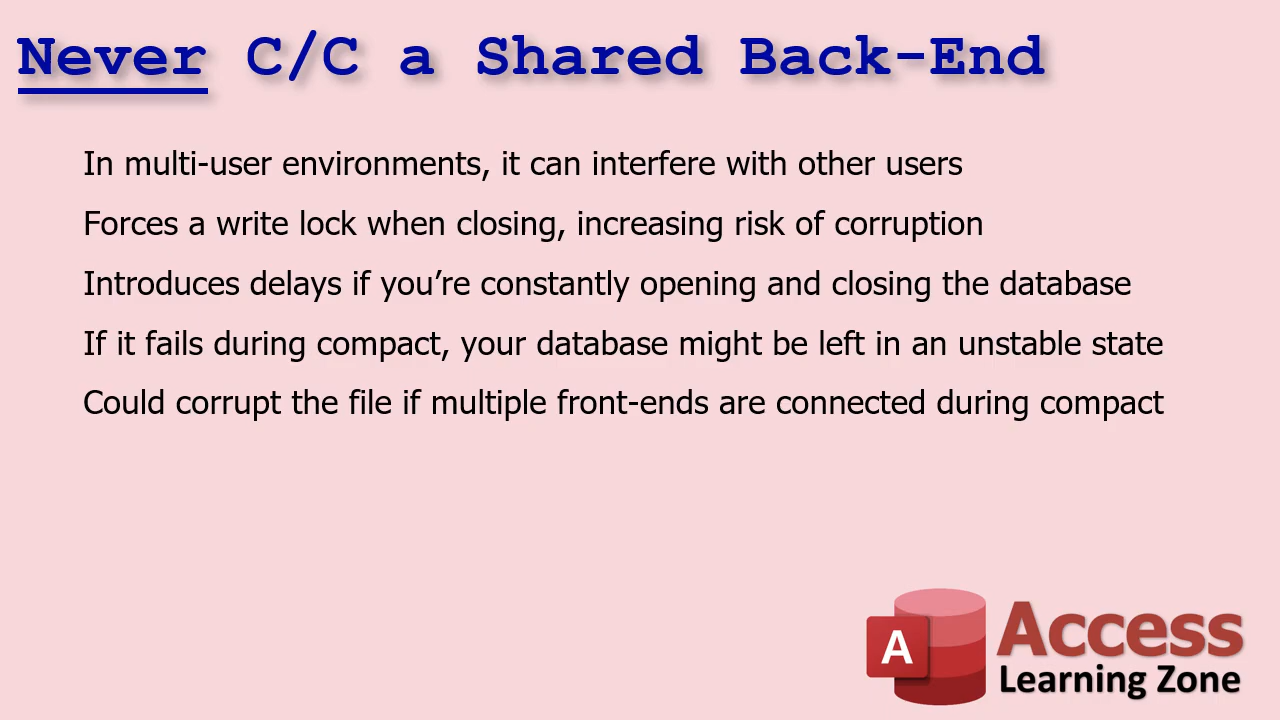 Never C/C a Shared Back-End
In multi-user environments, it can interfere with other users
Forces a write lock when closing, increasing risk of corruption
Introduces delays if you’re constantly opening and closing the database
If it fails during compact, your database might be left in an unstable state
Could corrupt the file if multiple front-ends are connected during compact
A
Access
Learning Zone